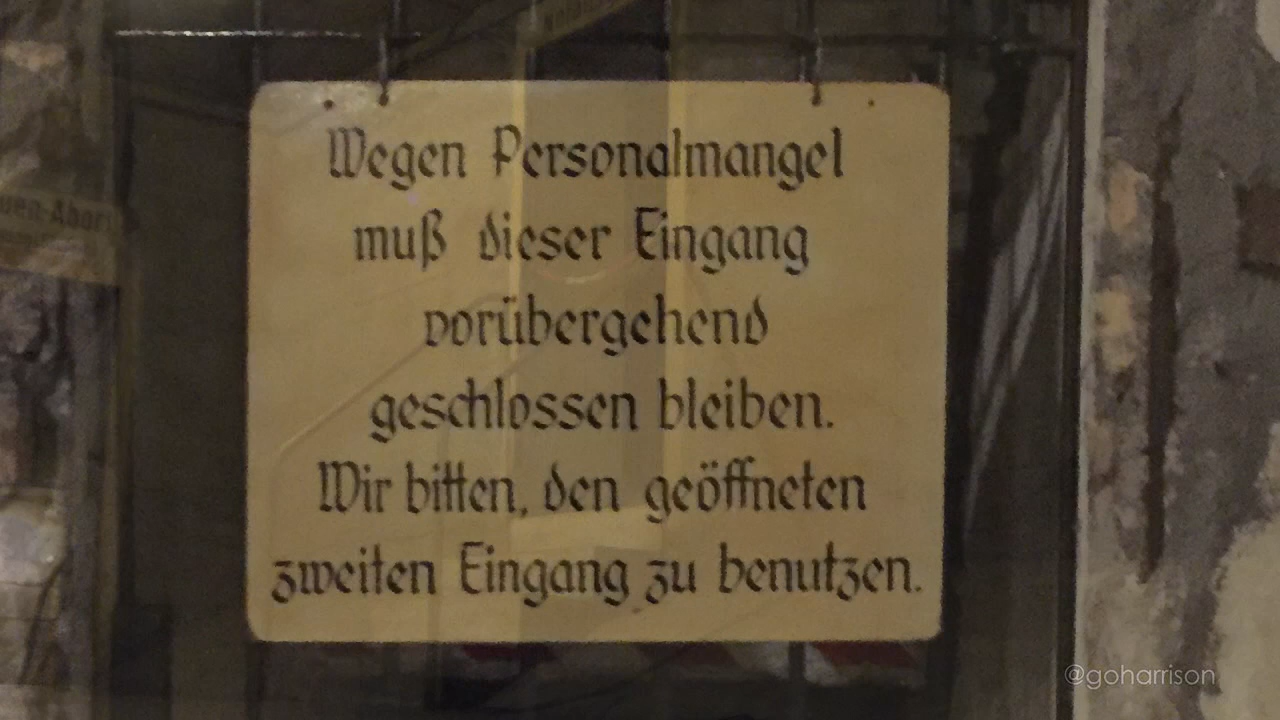 Wegen Personalmangel
muß dieser Eingang
vorübergehend
geschlossen bleiben.
Wir bitten, den geöffneten
zweiten Eingang zu benutzen.
@goharrison